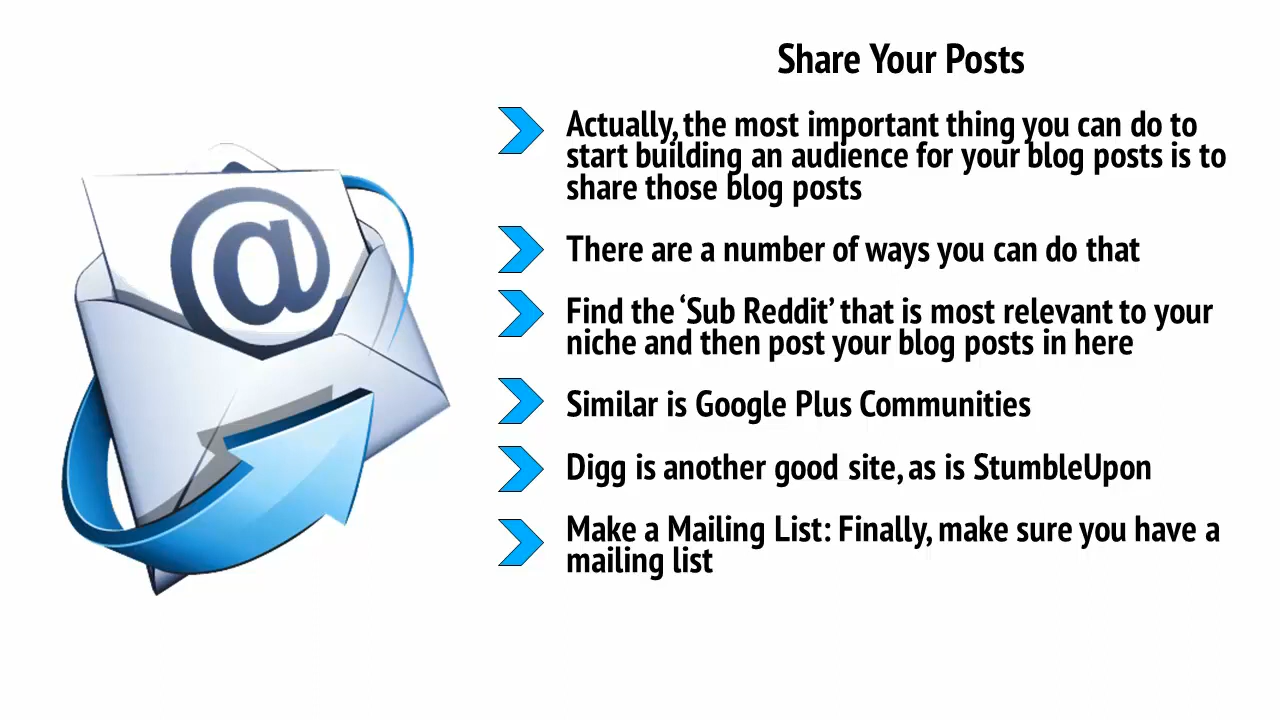 Share Your Posts
Actually, the most important thing you can do to
start building an audience for your blog posts is to
share those blog posts
There are a number of ways you can do that
Find the ‘Sub Reddit’ that is most relevant to your
niche and then post your blog posts in here
Similar is Google Plus Communities
Digg is another good site, as is StumbleUpon
Make a Mailing List: Finally, make sure you have a
mailing list
@